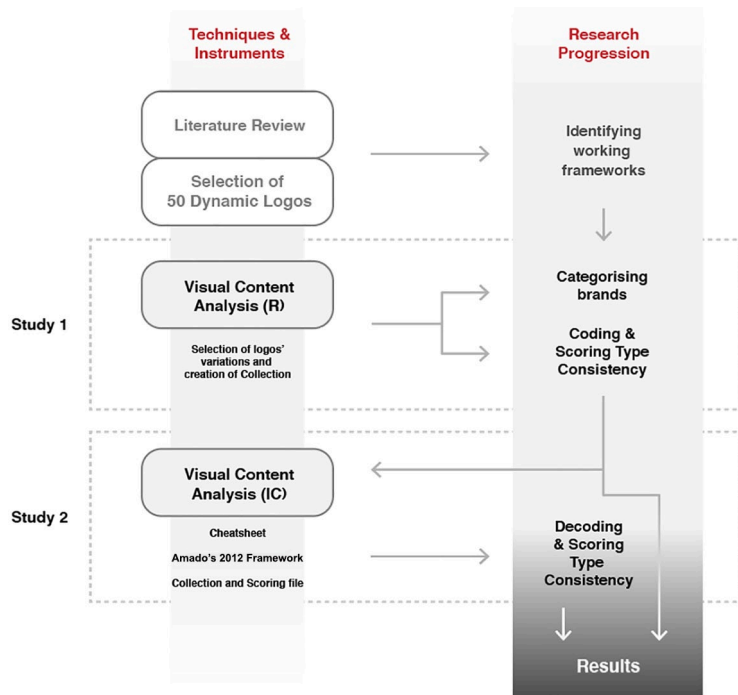 Techniques &
Instruments
Research
Progression
Literature Review
Selection of
50 Dynamic Logos
Identifying
working
frameworks
Study 1
Visual Content
Analysis (R)
Selection of logos'
variations and
creation of Collection
Categorising
brands
Coding &
Scoring Type
Consistency
Study 2
Visual Content
Analysis (IC)
Cheatsheet
Amado's 2012 Framework
Collection and Scoring file
Decoding
& Scoring
Type
Consistency
Results